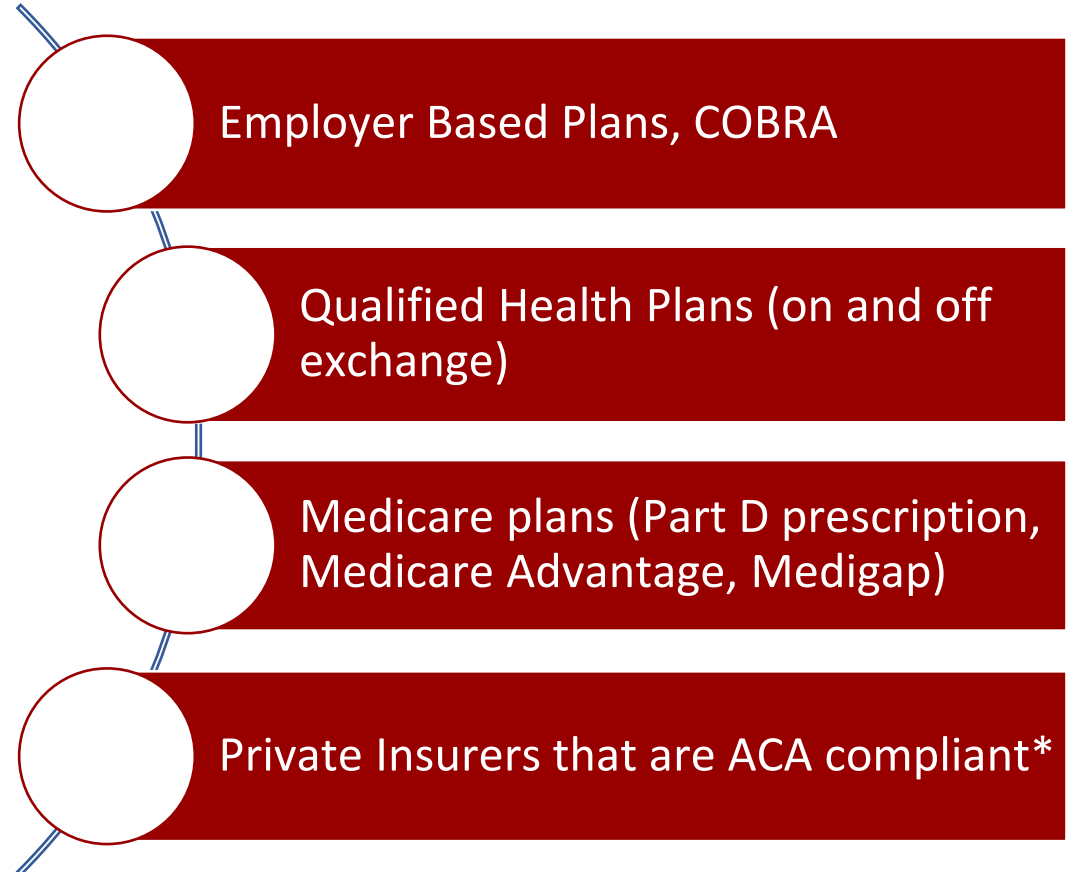 Employer Based Plans, COBRA
Qualified Health Plans (on and off
exchange)
Medicare plans (Part D prescription,
Medicare Advantage, Medigap)
Private Insurers that are ACA compliant*